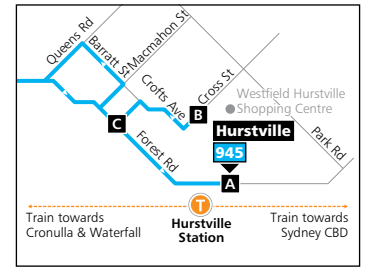 Queens Rd
Barratt St
Macmahon St
Crofts Ave
Cross St
B
Westfield Hurstville
Shopping Centre
Hurstville
945
C
Forest Rd
A
Park Rd
T
Train towards
Cronulla & Waterfall
Hurstville
Station
Train towards
Sydney CBD